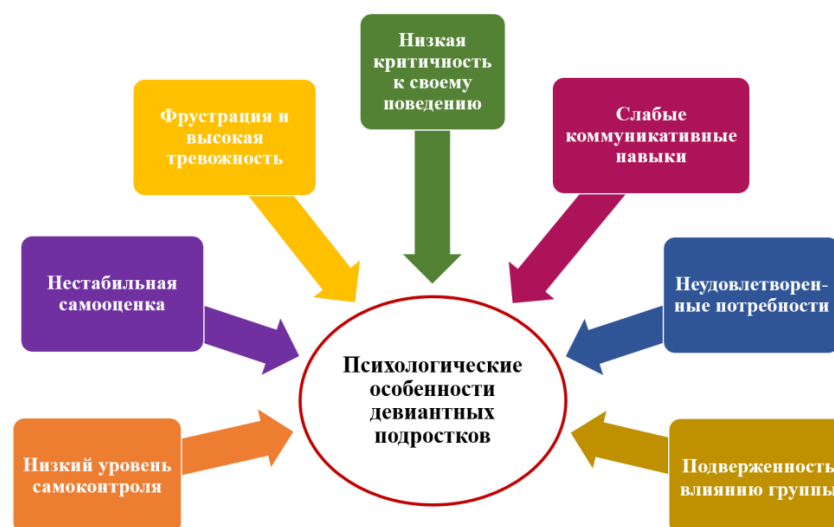 Низкая
критичность
к своему
поведению
Фрустрация и
высокая
тревожность
Слабые
коммуникативные
навыки
Нестабильная
самооценка
Неудовлетворен-
ные потребности
Психологические
особенности
девиантных
подростков
Низкий уровень
самоконтроля
Подверженность
влиянию группы